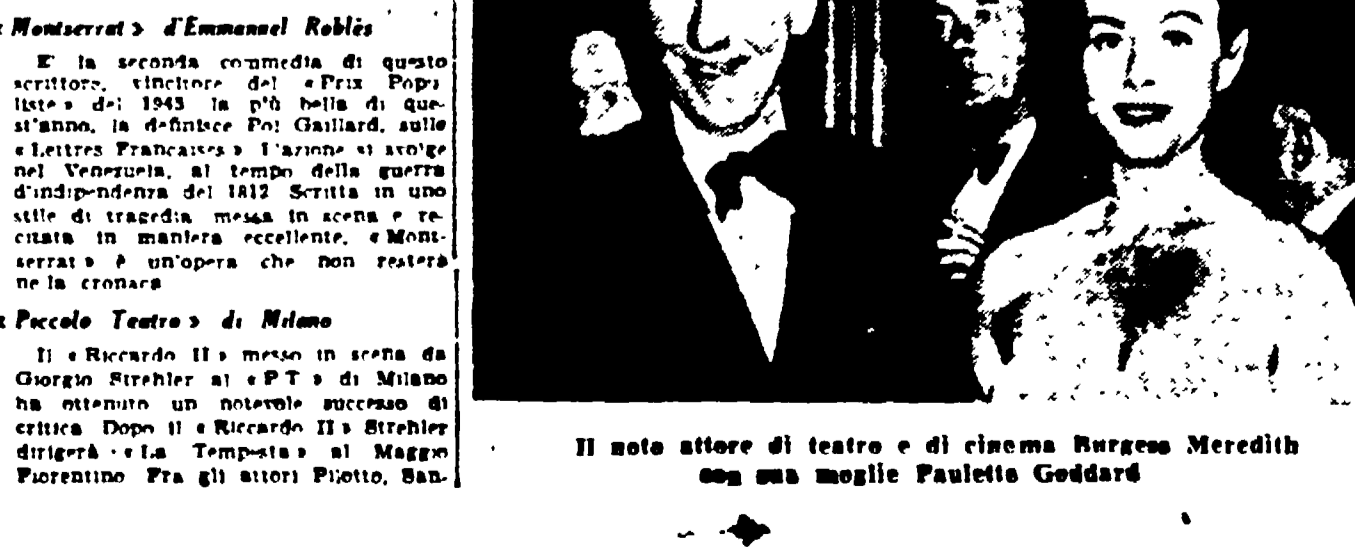 « Montserrat » d'Emmanuel Roblès
E' la seconda commedia di questo
scrittore, vincitore del « Prix Popu
liste » del 1945 la più bella di que-
st'anno, la definisce Pol Gaillard, sulle
« Lettres Françaises » L'azione si svolge
nel Venezuela, al tempo della guerra
d'indipendenza del 1812 Scritta in uno
stile di tragedia messa in scena e re-
citata in maniera eccellente, « Mont-
serrat » è un'opera che non resterà
nella cronaca
« Piccolo Teatro » di Milano
Il « Riccardo II » messo in scena da
Giorgio Strehler al « P T » di Milano
ha ottenuto un notevole successo di
critica Dopo il « Riccardo II » Strehler
dirigerà « La Tempesta » al Maggio
Fiorentino Fra gli attori Pilotto, San-
Il noto attore di teatro e di cinema Burgess Meredith
con sua moglie Paulette Goddard